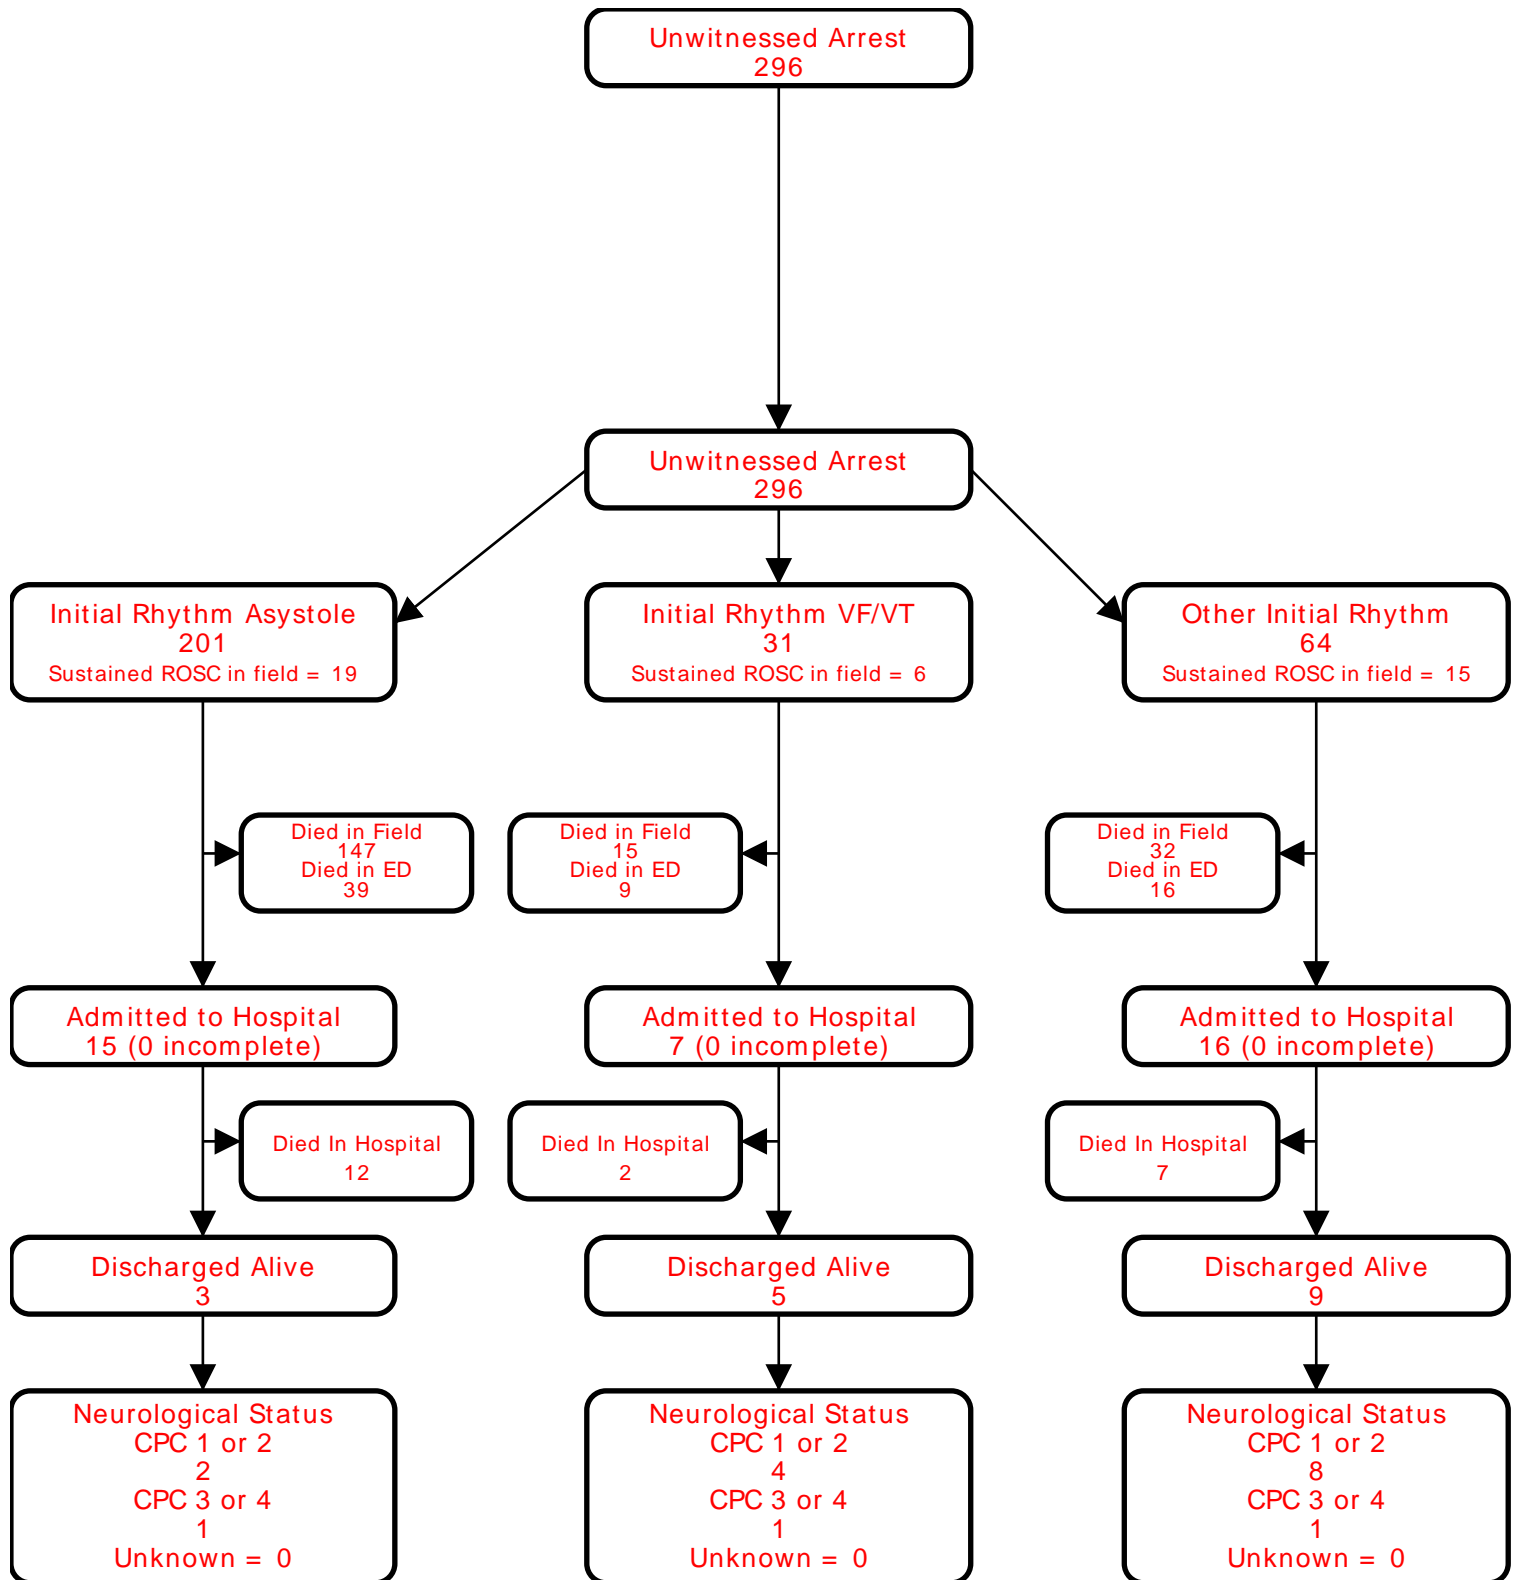 Unwitnessed Arrest
296
Unwitnessed Arrest
296
Initial Rhythm Asystole
201
Sustained ROSC in field = 19
Initial Rhythm VF/VT
31
Sustained ROSC in field = 6
Other Initial Rhythm
64
Sustained ROSC in field = 15
Died in Field
147
Died in ED
39
Died in Field
15
Died in ED
9
Died in Field
32
Died in ED
16
Admitted to Hospital
15 (0 incomplete)
Admitted to Hospital
7 (0 incomplete)
Admitted to Hospital
16 (0 incomplete)
Died In Hospital
12
Died In Hospital
2
Died In Hospital
7
Discharged Alive
3
Discharged Alive
5
Discharged Alive
9
Neurological Status
CPC 1 or 2
2
CPC 3 or 4
1
Unknown = 0
Neurological Status
CPC 1 or 2
4
CPC 3 or 4
1
Unknown = 0
Neurological Status
CPC 1 or 2
8
CPC 3 or 4
1
Unknown = 0